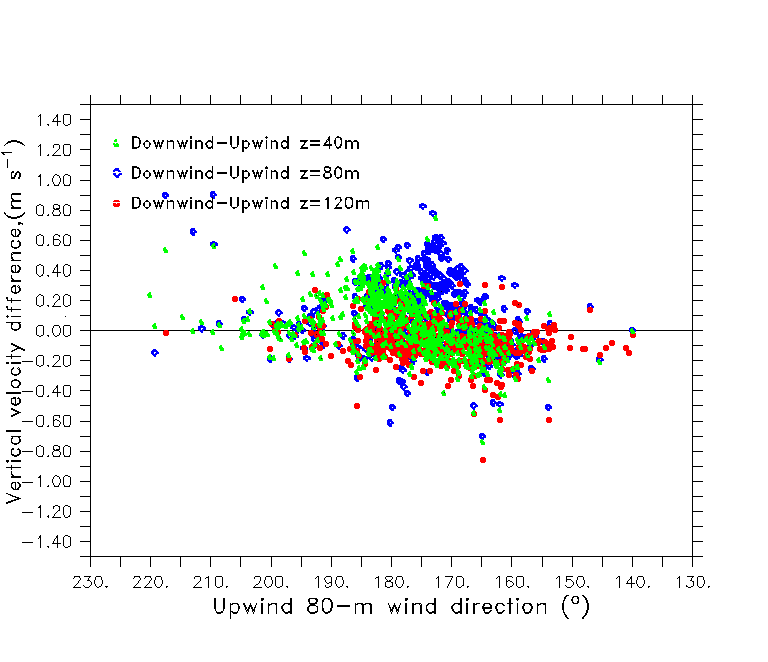 1.40
1.20
1.00
0.80
0.60
0.40
0.20
0.00
-0.20
-0.40
-0.60
-0.80
-1.00
-1.20
-1.40
Vertical velocity difference,(m s⁻¹)
Downwind-Upwind z=40m
Downwind-Upwind z=80m
Downwind-Upwind z=120m
230. 220. 210. 200. 190. 180. 170. 160. 150. 140. 130.
Upwind 80-m wind direction (°)